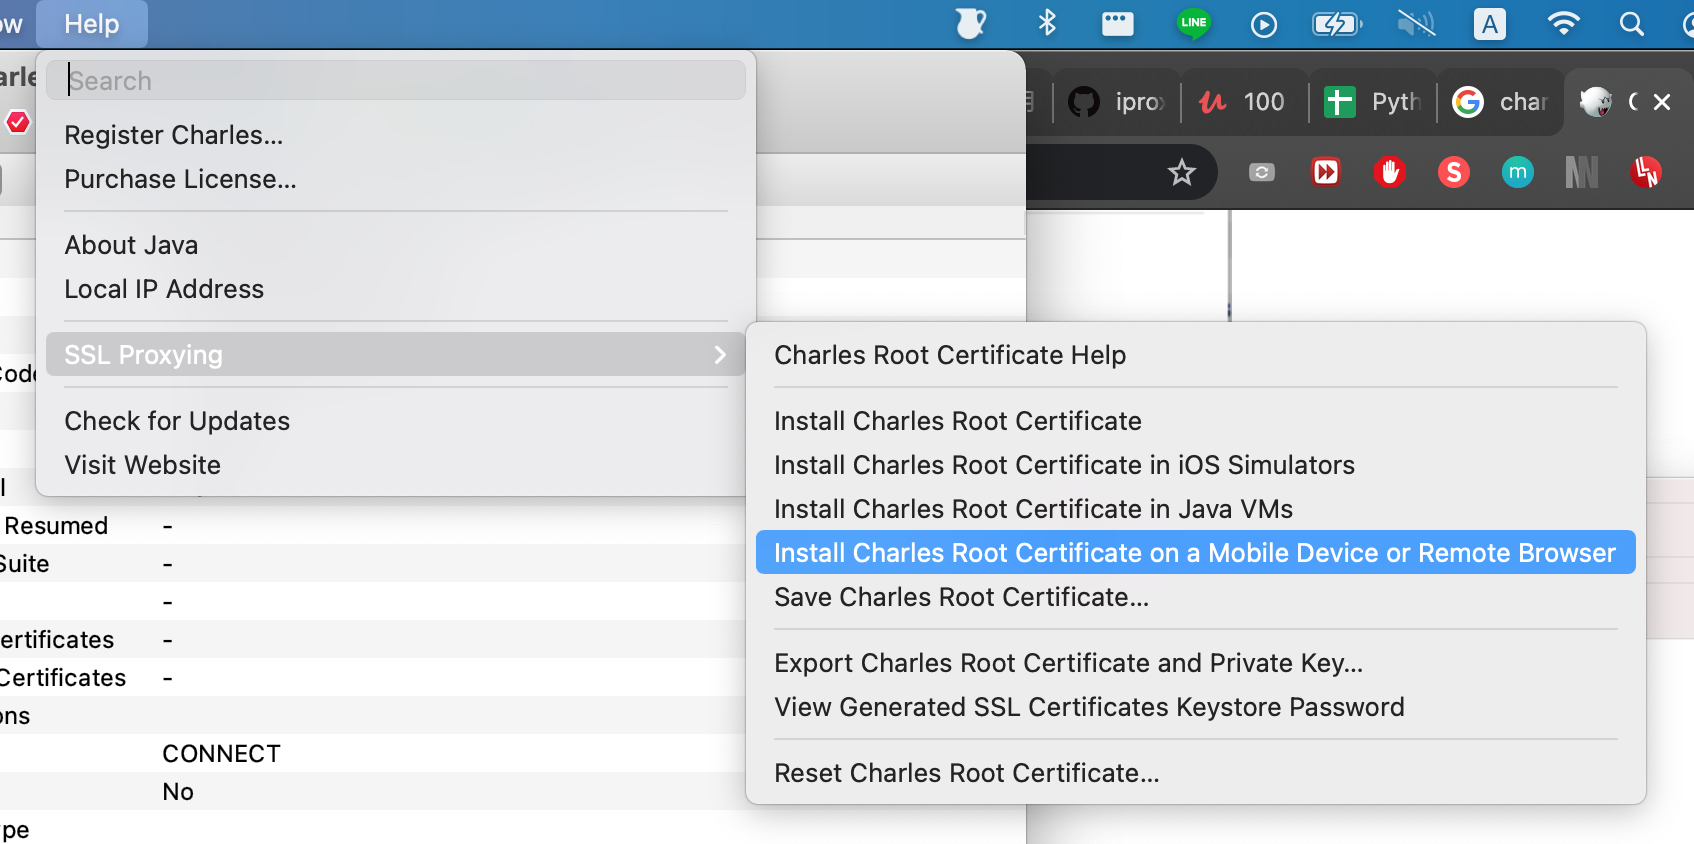 Help
LINE
A
Search
Register Charles...
Purchase License...
About Java
Local IP Address
SSL Proxying
Check for Updates
Visit Website
Charles Root Certificate Help
Install Charles Root Certificate
Install Charles Root Certificate in iOS Simulators
Install Charles Root Certificate in Java VMs
Install Charles Root Certificate on a Mobile Device or Remote Browser
Save Charles Root Certificate...
Export Charles Root Certificate and Private Key...
View Generated SSL Certificates Keystore Password
Reset Charles Root Certificate...
100
Pyth
char
S
m
LN
Resumed -
Suite -
-
ertificates -
Certificates -
ons
CONNECT
No